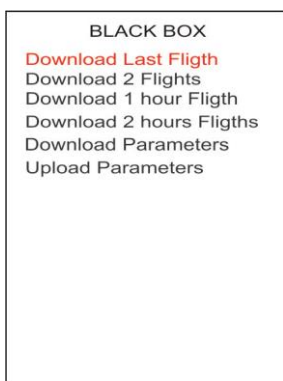 BLACK BOX
Download Last Fligth
Download 2 Flights
Download 1 hour Fligth
Download 2 hours Fligths
Download Parameters
Upload Parameters